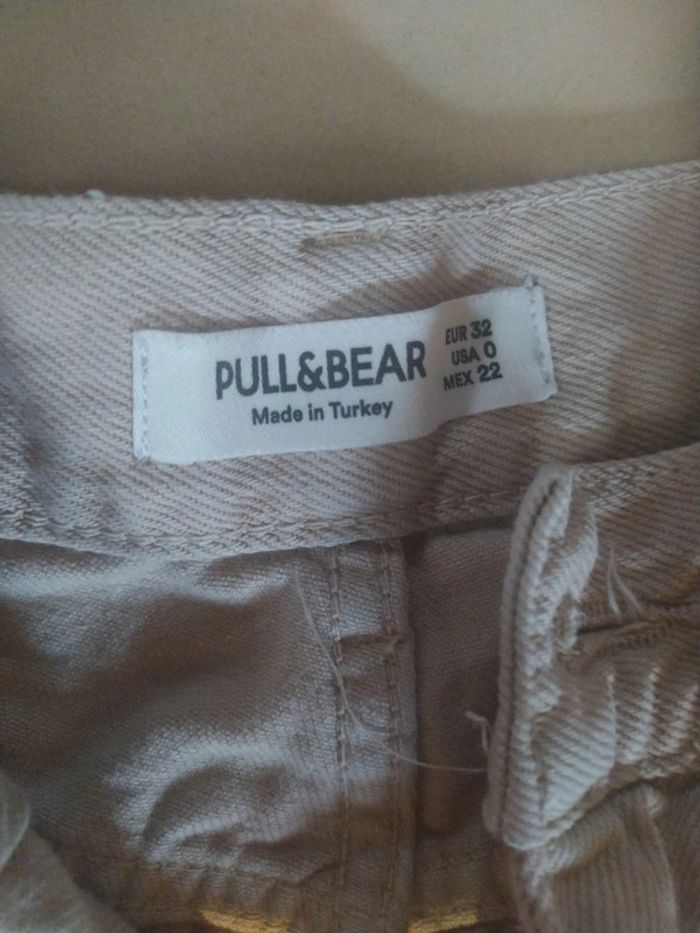 PULL&BEAR
Made in Turkey
EUR 32
USA 0
MEX 22